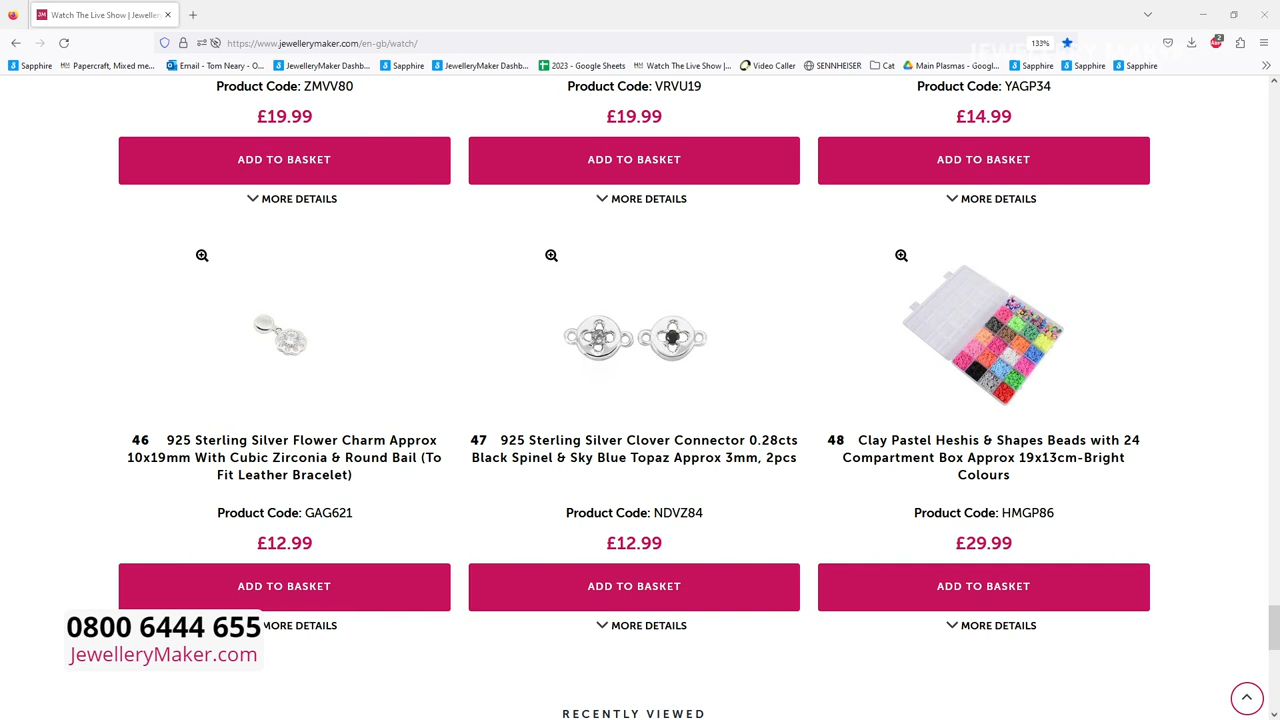 Watch The Live Show | Jeweller
https://www.jewellerymaker.com/en-gb/watch/
133%
2
Sapphire
Papercraft, Mixed me...
Email - Tom Neary - O...
JewelleryMaker Dashb...
Sapphire
JewelleryMaker Dashb...
2023 - Google Sheets
Watch The Live Show |...
Video Caller
SENNHEISER
Cat
Main Plasmas - Googl...
Sapphire
Sapphire
Sapphire
Product Code: ZMVV80
Product Code: VRVU19
Product Code: YAGP34
£19.99
£19.99
£14.99
ADD TO BASKET
ADD TO BASKET
ADD TO BASKET
MORE DETAILS
MORE DETAILS
MORE DETAILS
46 925 Sterling Silver Flower Charm Approx
10x19mm With Cubic Zirconia & Round Bail (To
Fit Leather Bracelet)
47 925 Sterling Silver Clover Connector 0.28cts
Black Spinel & Sky Blue Topaz Approx 3mm, 2pcs
48 Clay Pastel Heshis & Shapes Beads with 24
Compartment Box Approx 19x13cm-Bright
Colours
Product Code: GAG621
Product Code: NDVZ84
Product Code: HMGP86
£12.99
£12.99
£29.99
ADD TO BASKET
ADD TO BASKET
ADD TO BASKET
MORE DETAILS
MORE DETAILS
MORE DETAILS
0800 6444 655
JewelleryMaker.com
RECENTLY VIEWED